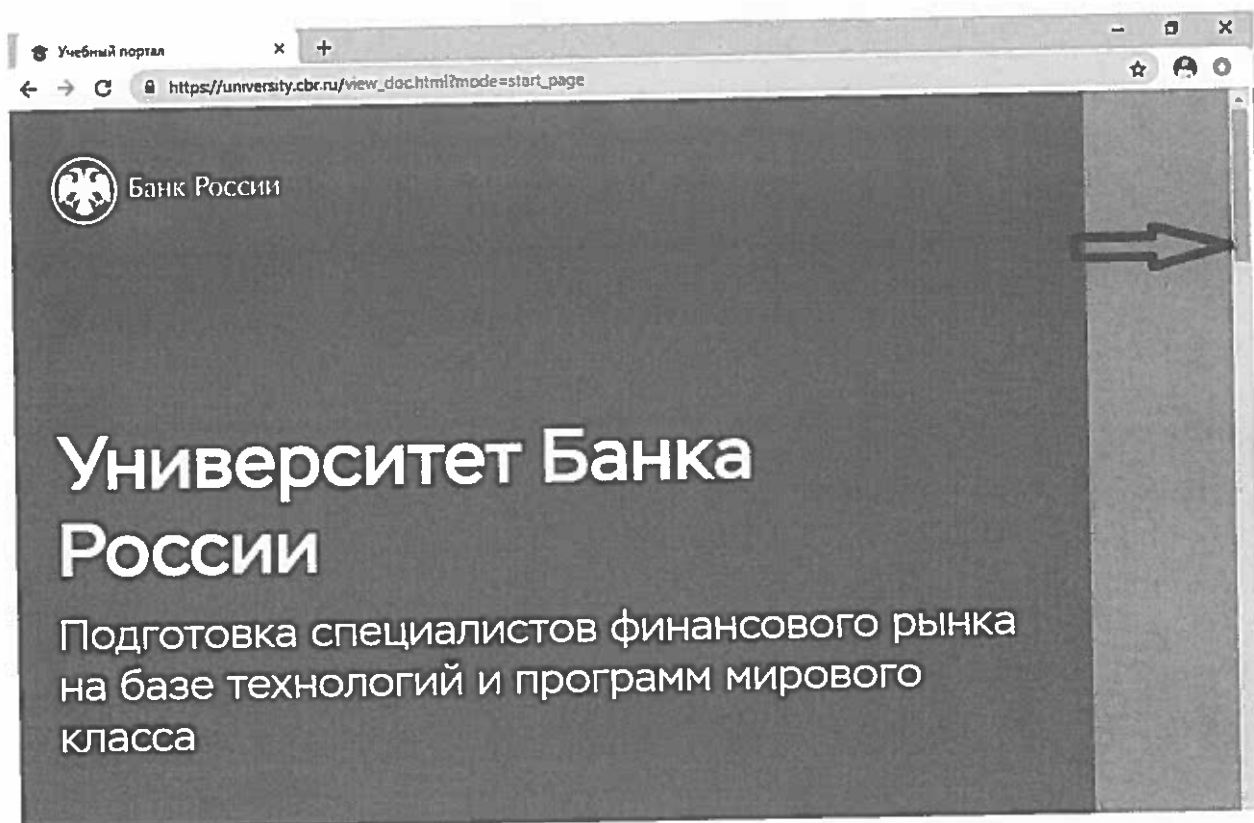 Учебный портал
https://university.cbr.ru/view_doc.html?mode=start_page
Банк России
Университет Банка
России
Подготовка специалистов финансового рынка
на базе технологий и программ мирового
класса